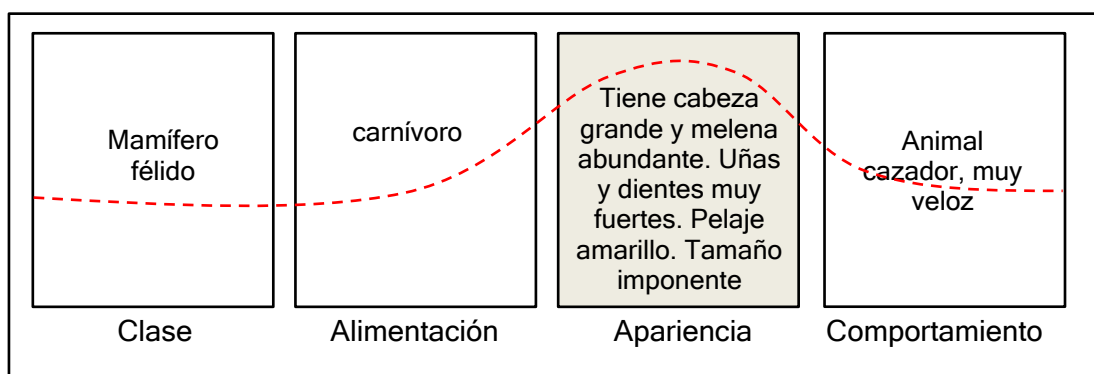 Mamífero
félido
carnívoro
Tiene cabeza
grande y melena
abundante. Uñas
y dientes muy
fuertes. Pelaje
amarillo. Tamaño
imponente
Animal
cazador, muy
veloz
Clase
Alimentación
Apariencia
Comportamiento